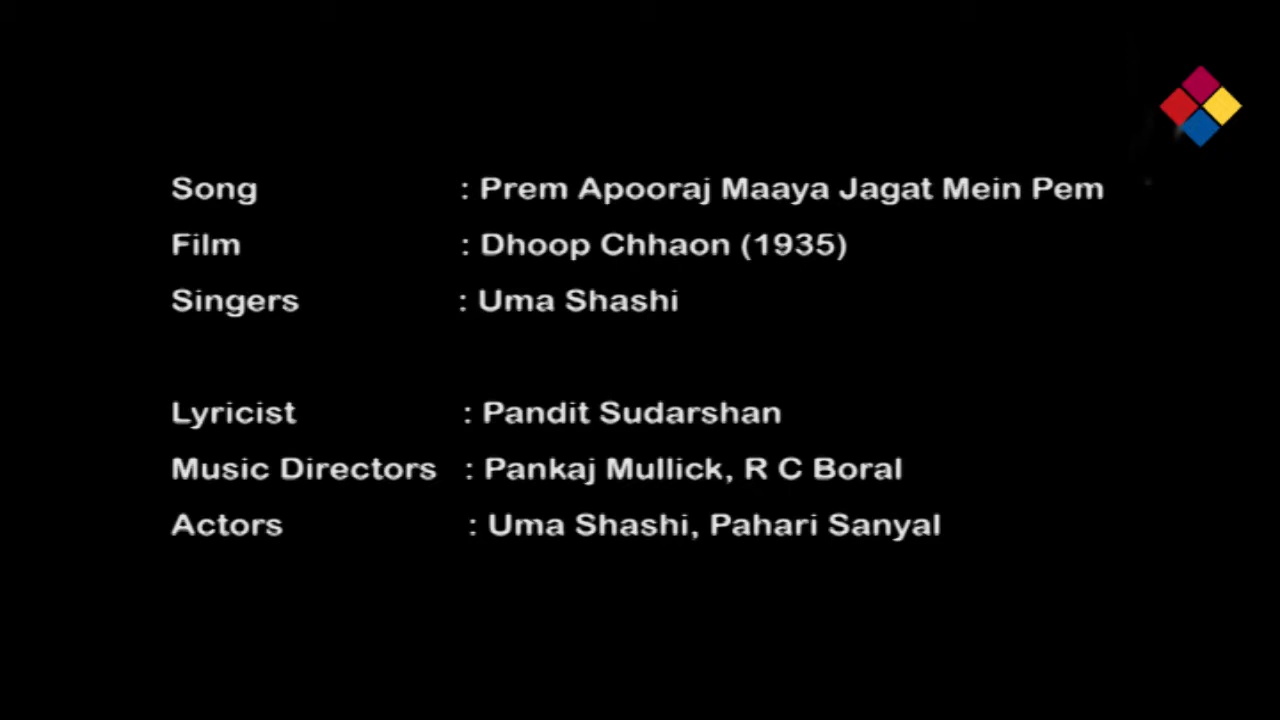 Song : Prem Apooraj Maaya Jagat Mein Pem
Film : Dhoop Chhaon (1935)
Singers : Uma Shashi
Lyricist : Pandit Sudarshan
Music Directors : Pankaj Mullick, R C Boral
Actors : Uma Shashi, Pahari Sanyal